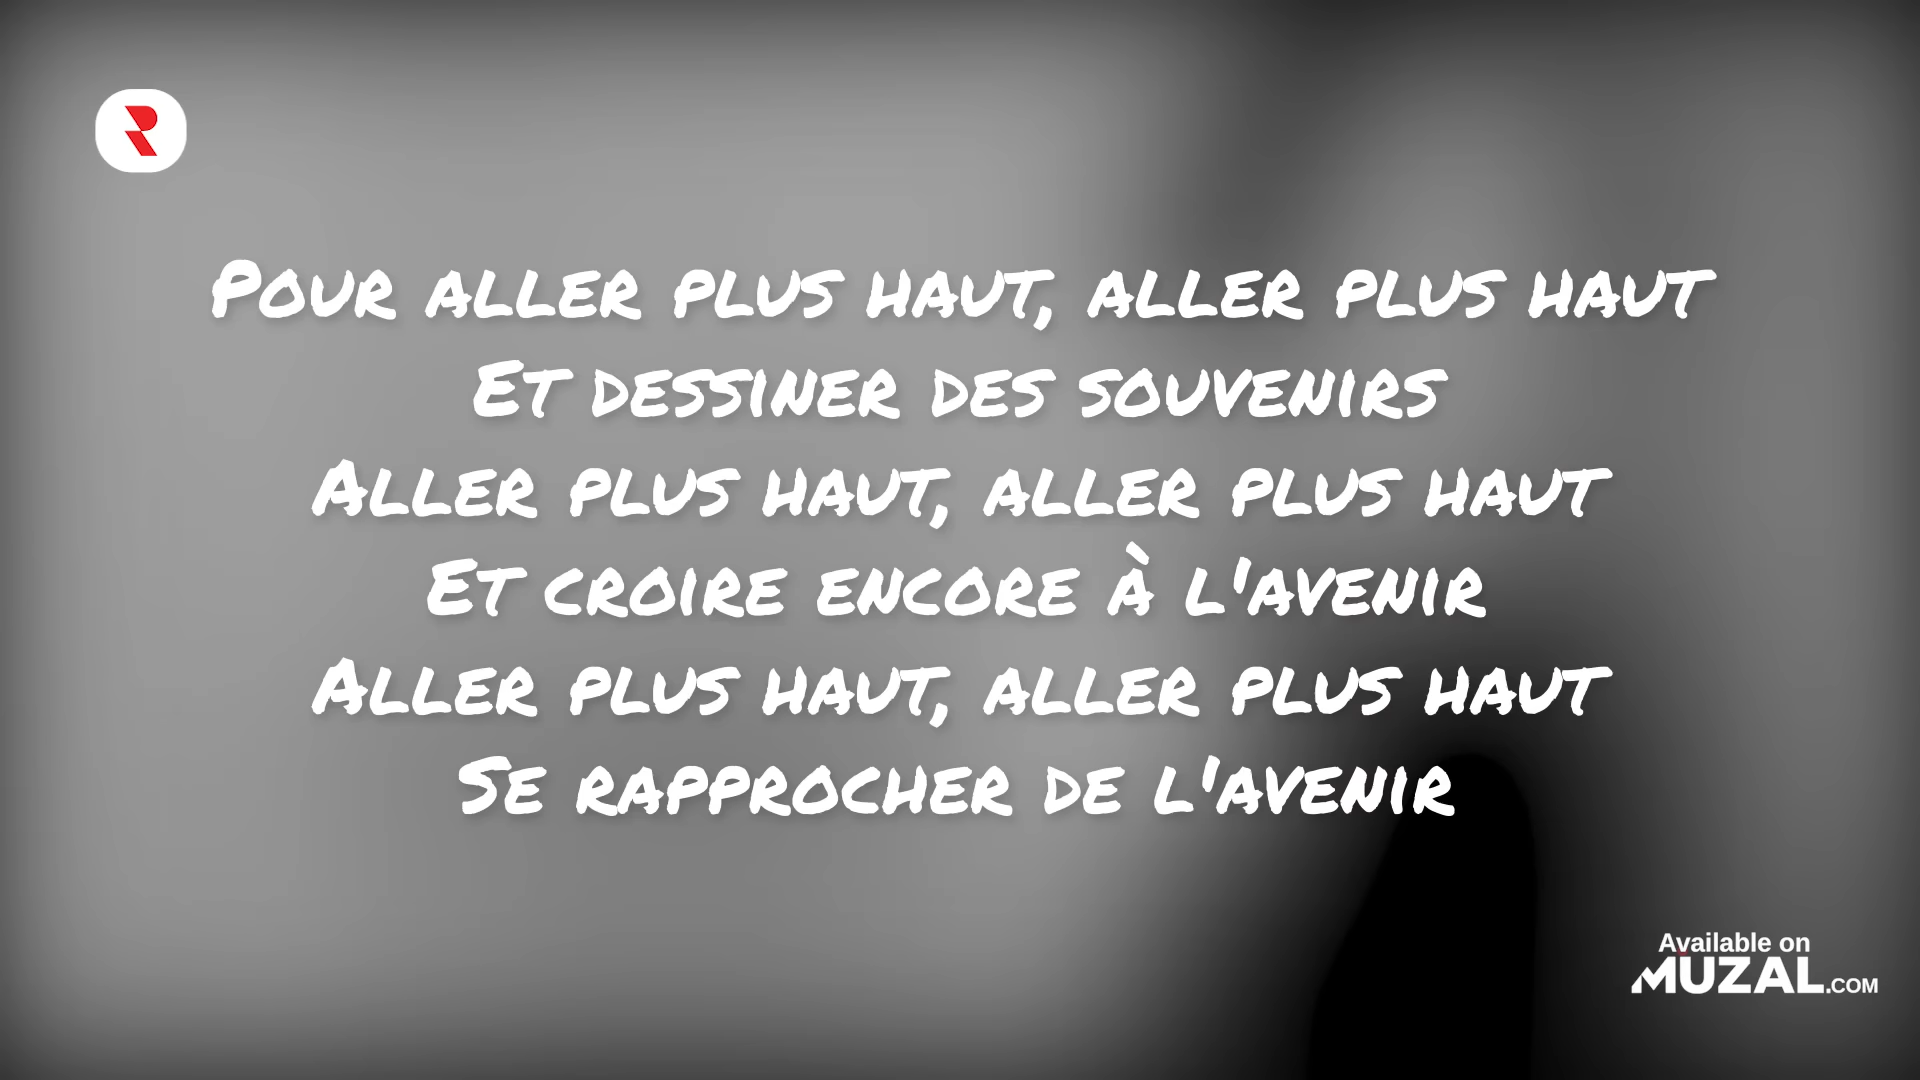 Pour aller plus haut, aller plus haut
Et dessiner des souvenirs
Aller plus haut, aller plus haut
Et croire encore à l'avenir
Aller plus haut, aller plus haut
Se rapprocher de l'avenir
Available on
MUZAL.COM